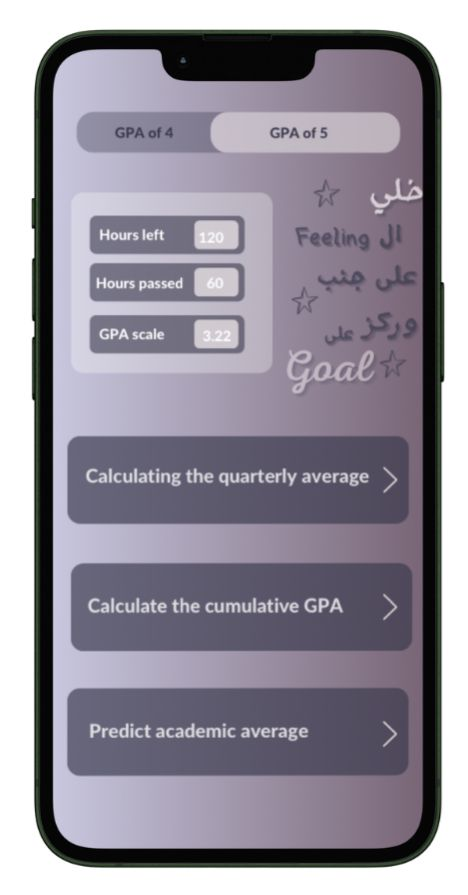 GPA of 4 GPA of 5
خلي
ال Feeling
على جنب
وركز على
Goal
Hours left 120
Hours passed 60
GPA scale 3.22
Calculating the quarterly average
Calculate the cumulative GPA
Predict academic average